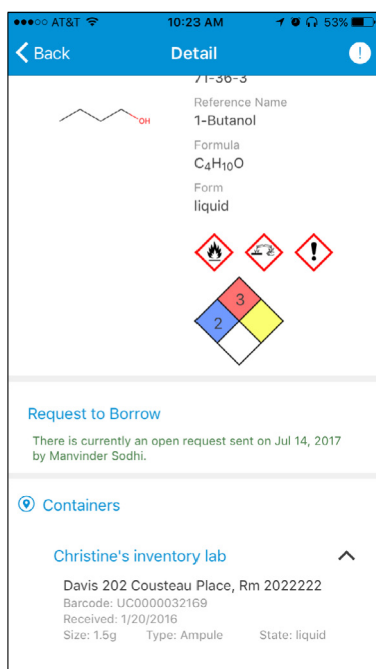 AT&T 10:23 AM 53%
Back Detail
71-36-3
Reference Name
1-Butanol
OH
Formula
C₄H₁₀O
Form
liquid
3
2
Request to Borrow
There is currently an open request sent on Jul 14, 2017
by Manvinder Sodhi.
Containers
Christine's inventory lab
Davis 202 Cousteau Place, Rm 2022222
Barcode: UC0000032169
Received: 1/20/2016
Size: 1.5g Type: Ampule State: liquid